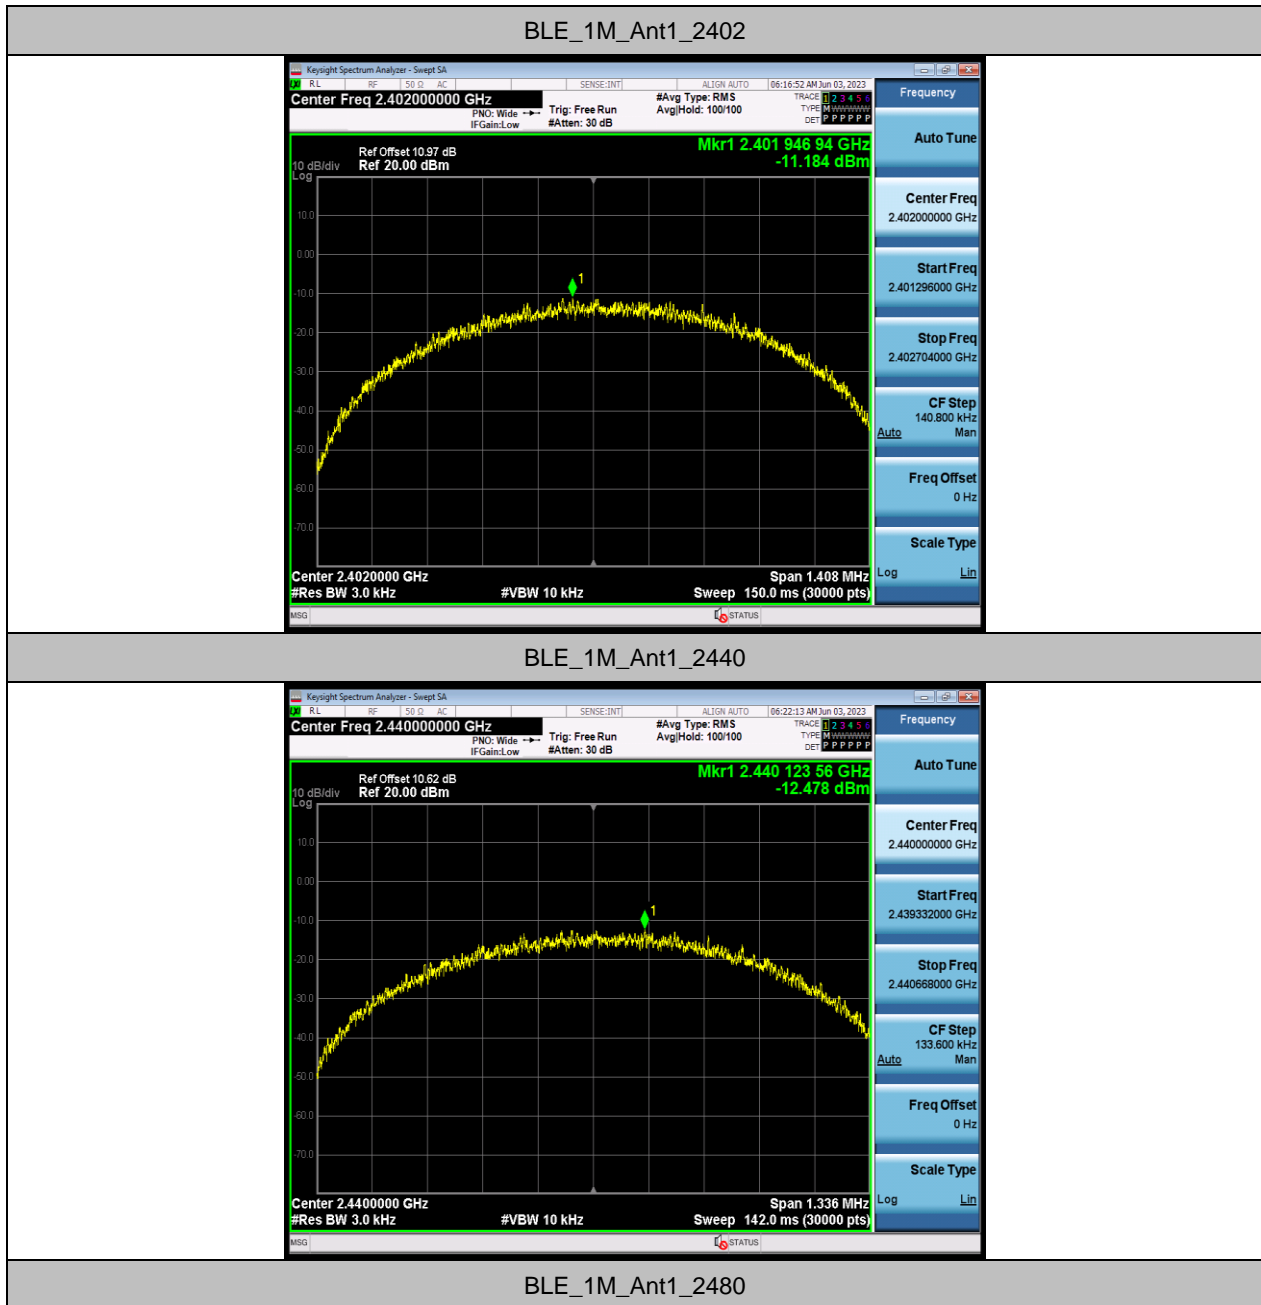 BLE_1M_Ant1_2402
Keysight Spectrum Analyzer - Swept SA
RL RF 50 Ω AC SENSE:INT ALIGN AUTO 06:16:52 AM Jun 03, 2023
Center Freq 2.402000000 GHz
PNO: Wide
IFGain:Low
Trig: Free Run
#Atten: 30 dB
#Avg Type: RMS
Avg|Hold: 100/100
TRACE 1 2 3 4 5 6
TYPE M WWWWW
DET P P P P P P
Frequency
Mkr1 2.401 946 94 GHz
-11.184 dBm
Ref Offset 10.97 dB
10 dB/div Ref 20.00 dBm
Log
10.0
0.00
-10.0
-20.0
-30.0
-40.0
-50.0
-60.0
-70.0
1
Center 2.4020000 GHz Span 1.408 MHz
#Res BW 3.0 kHz #VBW 10 kHz Sweep 150.0 ms (30000 pts)
MSG STATUS
Auto Tune
Center Freq
2.402000000 GHz
Start Freq
2.401296000 GHz
Stop Freq
2.402704000 GHz
CF Step
140.800 kHz
Auto Man
Freq Offset
0 Hz
Scale Type
Log Lin
BLE_1M_Ant1_2440
Keysight Spectrum Analyzer - Swept SA
RL RF 50 Ω AC SENSE:INT ALIGN AUTO 06:22:13 AM Jun 03, 2023
Center Freq 2.440000000 GHz
PNO: Wide
IFGain:Low
Trig: Free Run
#Atten: 30 dB
#Avg Type: RMS
Avg|Hold: 100/100
TRACE 1 2 3 4 5 6
TYPE M WWWWW
DET P P P P P P
Frequency
Mkr1 2.440 123 56 GHz
-12.478 dBm
Ref Offset 10.62 dB
10 dB/div Ref 20.00 dBm
Log
10.0
0.00
-10.0
-20.0
-30.0
-40.0
-50.0
-60.0
-70.0
1
Center 2.4400000 GHz Span 1.336 MHz
#Res BW 3.0 kHz #VBW 10 kHz Sweep 142.0 ms (30000 pts)
MSG STATUS
Auto Tune
Center Freq
2.440000000 GHz
Start Freq
2.439332000 GHz
Stop Freq
2.440668000 GHz
CF Step
133.600 kHz
Auto Man
Freq Offset
0 Hz
Scale Type
Log Lin
BLE_1M_Ant1_2480